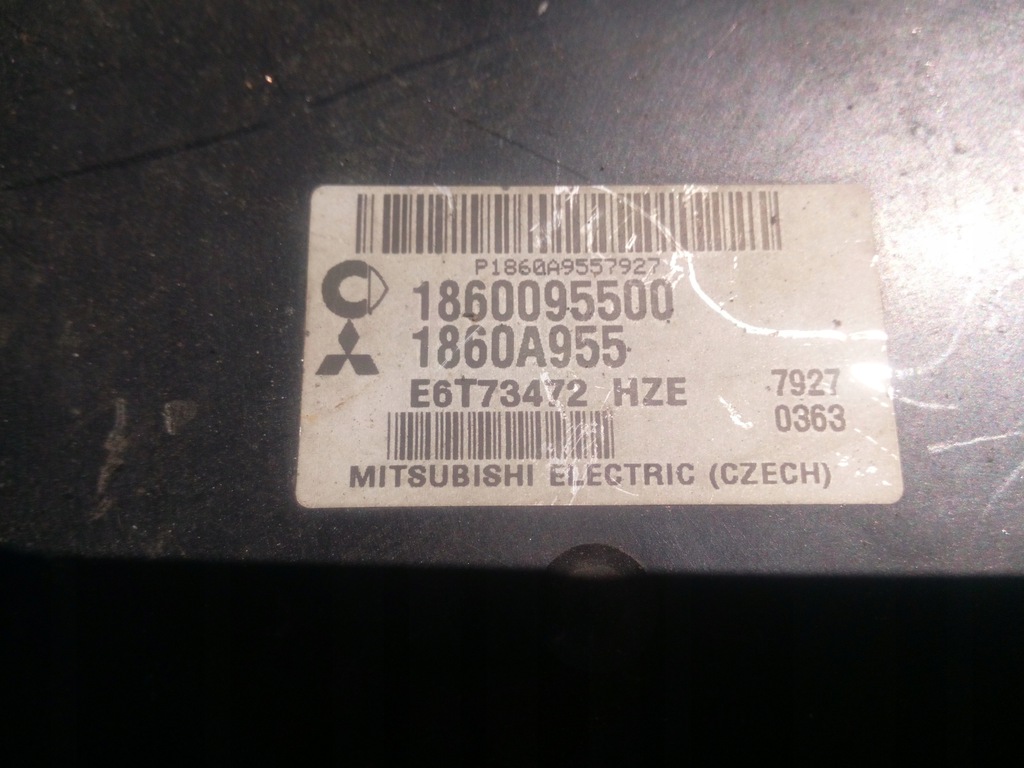 P1860A9557927
1860095500
1860A955
E6T73472 HZE
7927
0363
MITSUBISHI ELECTRIC (CZECH)